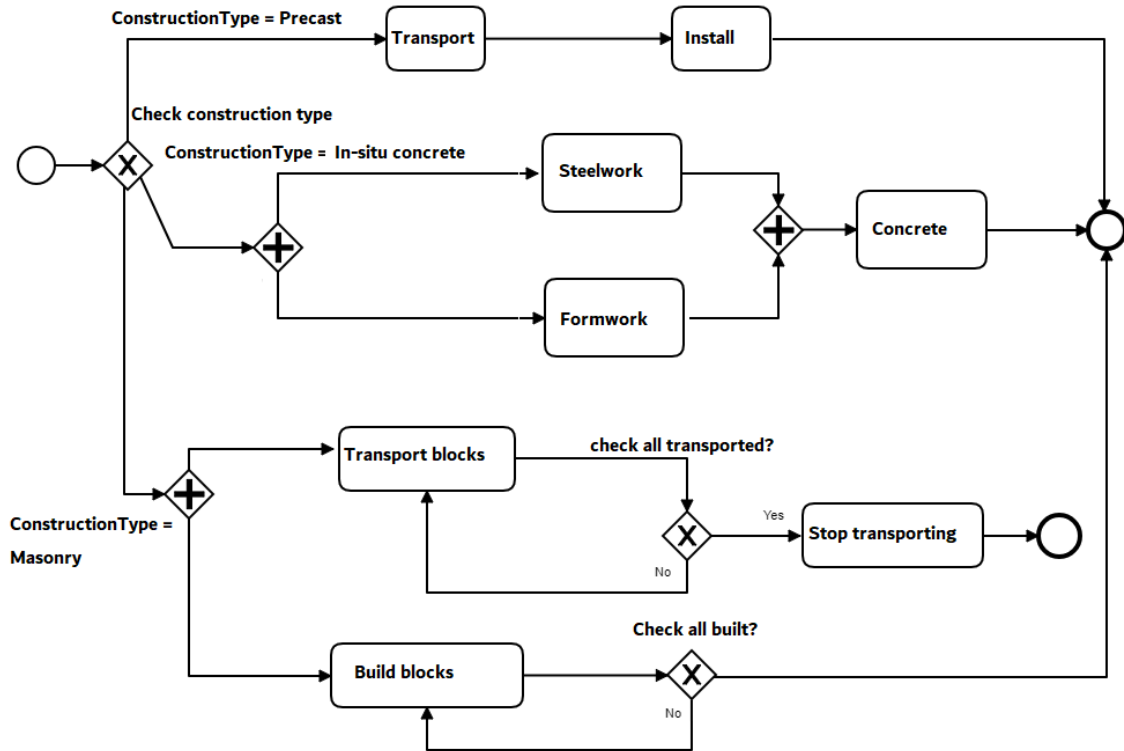 ConstructionType = Precast
Transport
Install
Check construction type
ConstructionType = In-situ concrete
Steelwork
Concrete
Formwork
check all transported?
Transport blocks
Yes
Stop transporting
ConstructionType =
Masonry
No
Check all built?
Build blocks
No